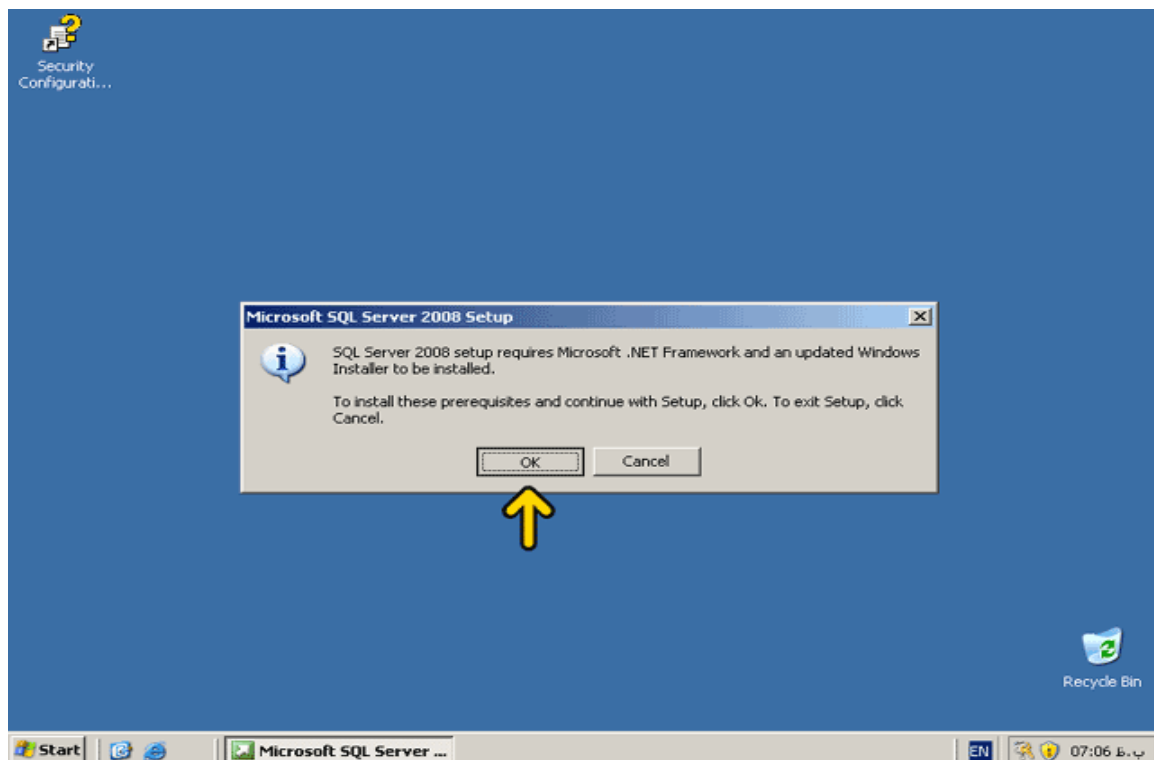 Security
Configurati...
Microsoft SQL Server 2008 Setup
SQL Server 2008 setup requires Microsoft .NET Framework and an updated Windows
Installer to be installed.
To install these prerequisites and continue with Setup, click Ok. To exit Setup, click
Cancel.
OK
Cancel
Recycle Bin
Start
Microsoft SQL Server ...
EN
07:06 ب.ظ